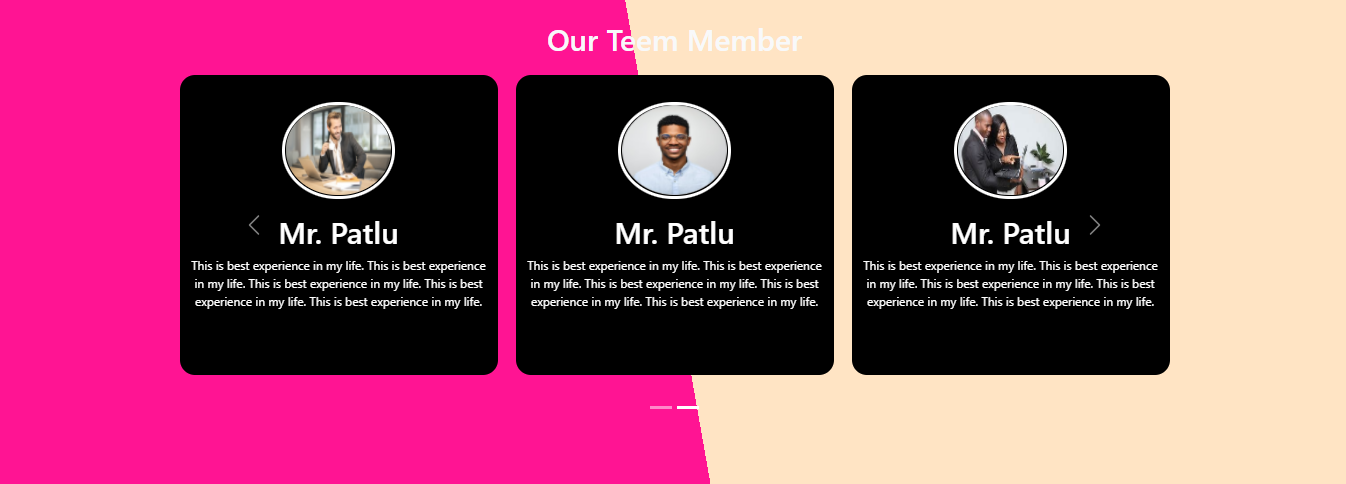 Our Teem Member
Mr. Patlu
This is best experience in my life. This is best experience
in my life. This is best experience in my life. This is best
experience in my life. This is best experience in my life.
Mr. Patlu
This is best experience in my life. This is best experience
in my life. This is best experience in my life. This is best
experience in my life. This is best experience in my life.
Mr. Patlu
This is best experience in my life. This is best experience
in my life. This is best experience in my life. This is best
experience in my life. This is best experience in my life.